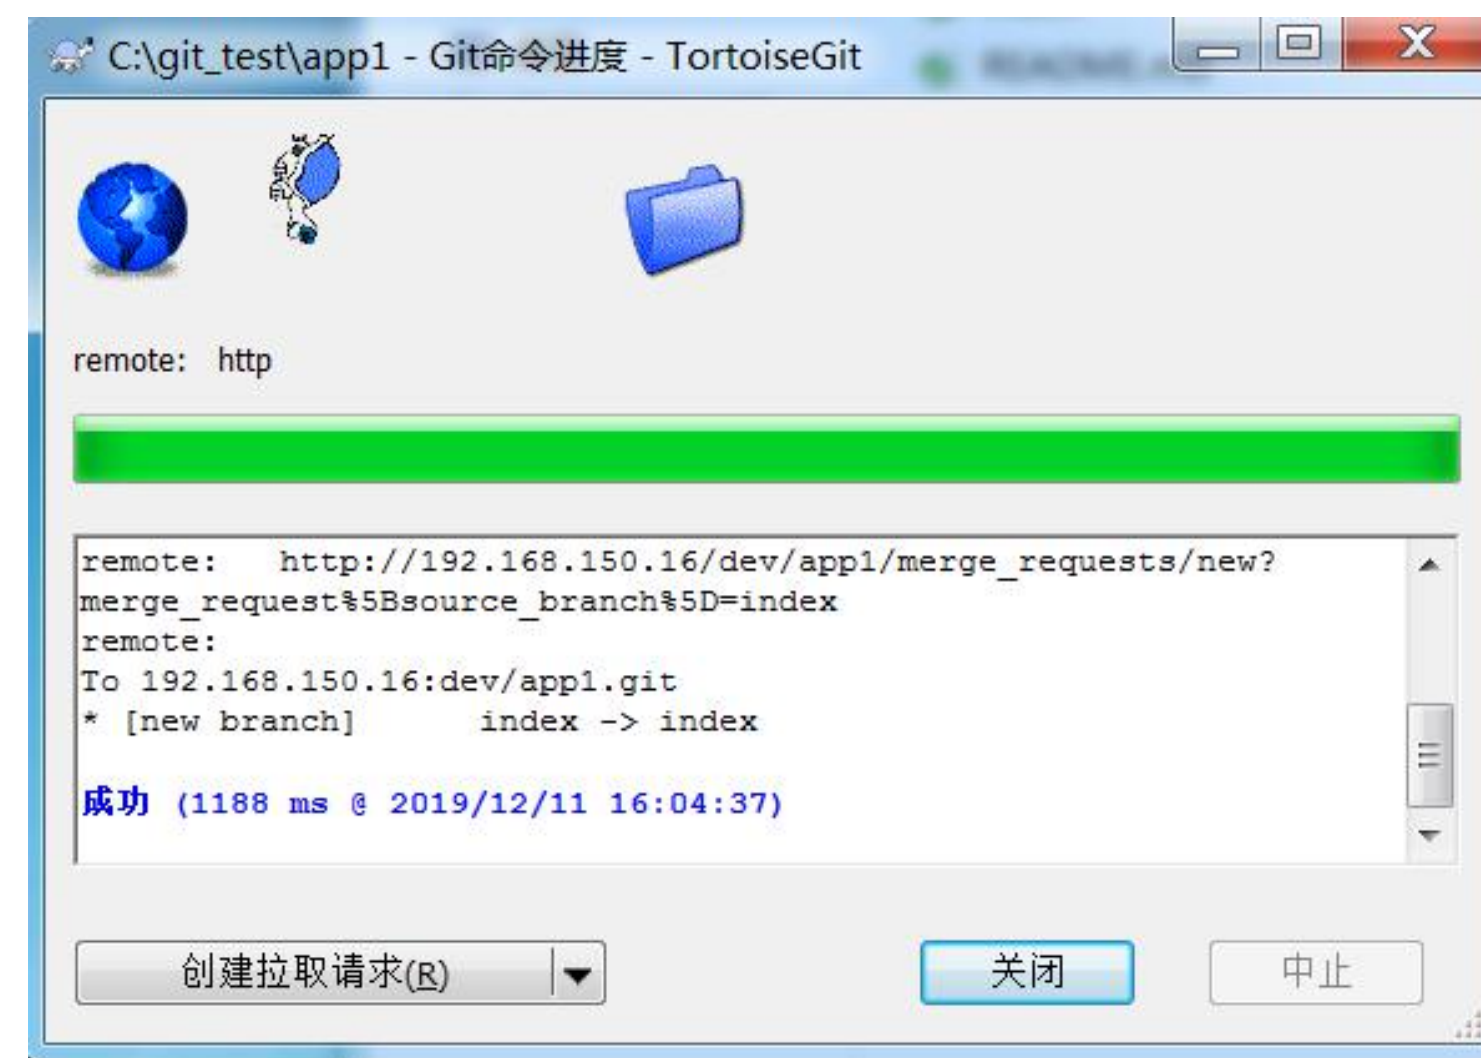 C:\git_test\app1 - Git命令进度 - TortoiseGit
remote: http
remote:   http://192.168.150.16/dev/app1/merge_requests/new?
merge_request%5Bsource_branch%5D=index
remote:
To 192.168.150.16:dev/app1.git
* [new branch]      index -> index
成功 (1188 ms @ 2019/12/11 16:04:37)
创建拉取请求(R)
关闭
中止